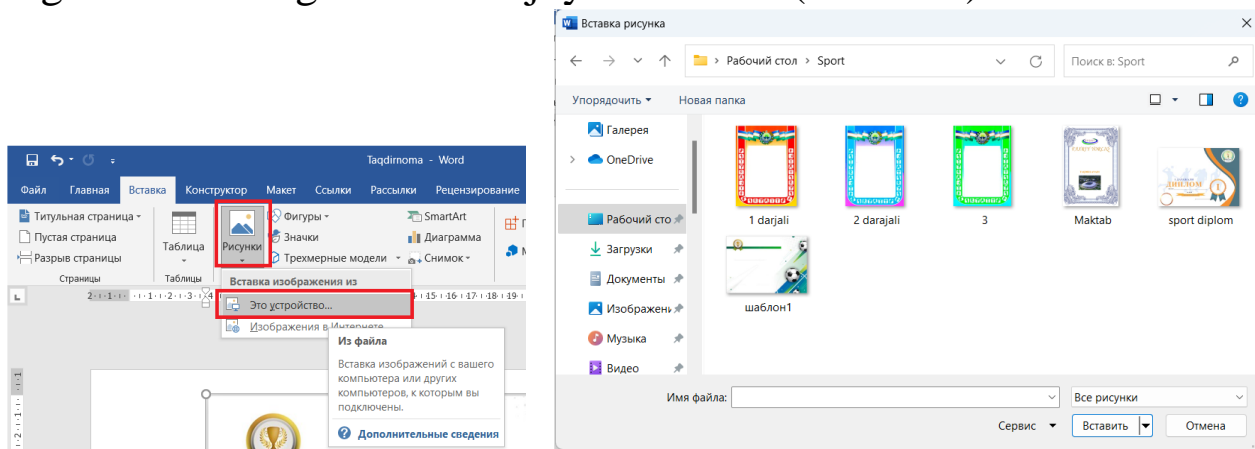 Вставка рисунка
Рабочий стол > Sport
Поиск в: Sport
Упорядочить
Новая папка
Галерея
OneDrive
Рабочий сто
Загрузки
Документы
Изображени
Музыка
Видео
1 darjali
2 darajali
3
Maktab
sport diplom
шаблон1
Имя файла:
Все рисунки
Сервис
Вставить
Отмена
Taqdirnoma - Word
Файл Главная Вставка Конструктор Макет Ссылки Рассылки Рецензирование
Титульная страница
Пустая страница
Разрыв страницы
Страницы
Таблица
Таблицы
Рисунки
Фигуры
Значки
Трехмерные модели
SmartArt
Диаграмма
Снимок
Вставка изображения из
Это устройство...
Изображения в Интернете
Из файла
Вставка изображений с вашего
компьютера или других
компьютеров, к которым вы
подключены.
Дополнительные сведения